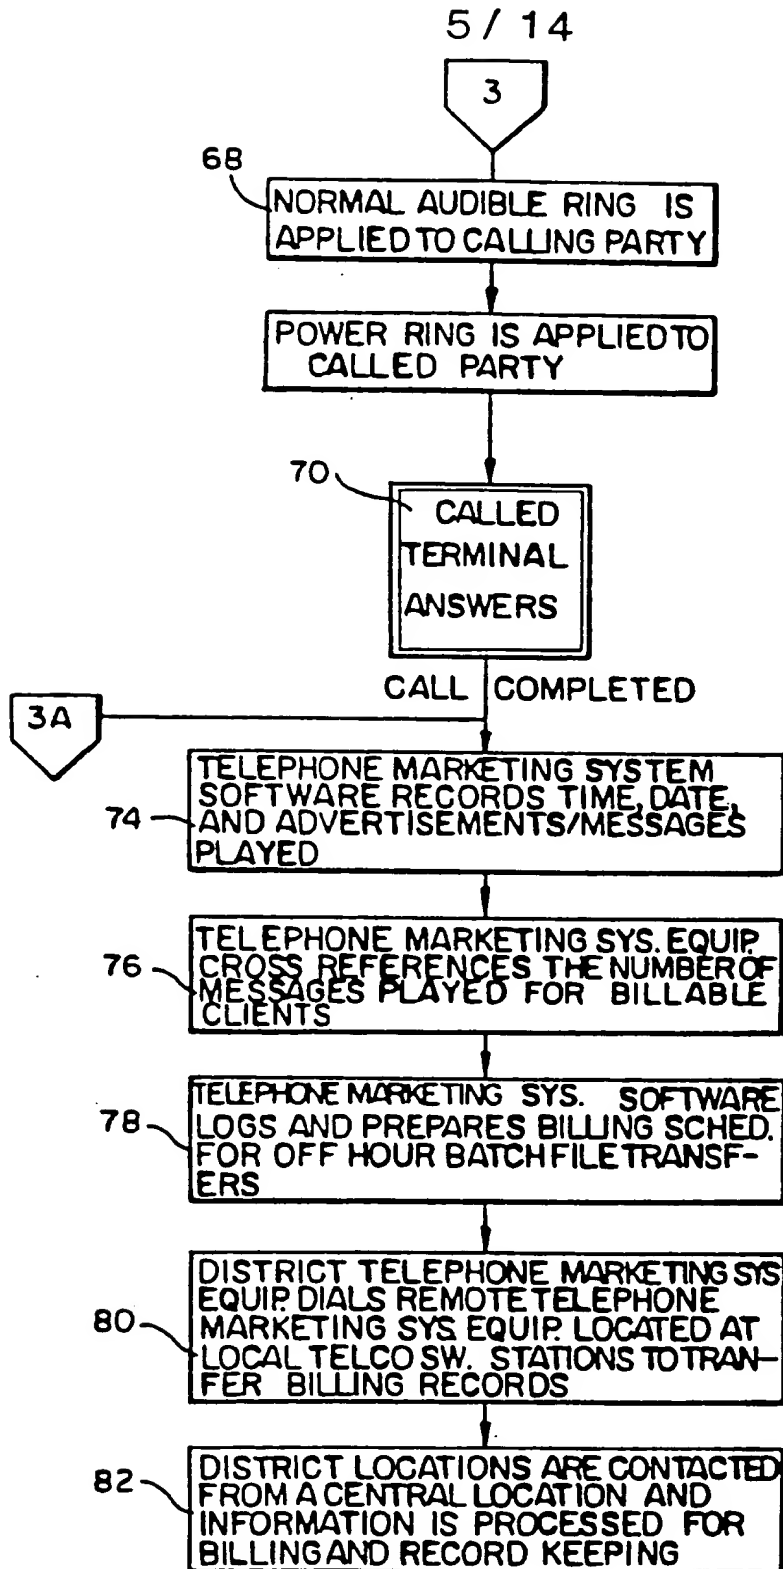 5 / 14
3
68
NORMAL AUDIBLE RING IS
APPLIED TO CALLING PARTY
POWER RING IS APPLIED TO
CALLED PARTY
70
CALLED
TERMINAL
ANSWERS
CALL COMPLETED
3A
TELEPHONE MARKETING SYSTEM
SOFTWARE RECORDS TIME, DATE,
AND ADVERTISEMENTS/MESSAGES
PLAYED
74
TELEPHONE MARKETING SYS. EQUIP.
CROSS REFERENCES THE NUMBER OF
MESSAGES PLAYED FOR BILLABLE
CLIENTS
76
TELEPHONE MARKETING SYS. SOFTWARE
LOGS AND PREPARES BILLING SCHED.
FOR OFF HOUR BATCH FILE TRANSF-
ERS
78
DISTRICT TELEPHONE MARKETING SYS
EQUIP. DIALS REMOTE TELEPHONE
MARKETING SYS. EQUIP. LOCATED AT
LOCAL TELCO SW. STATIONS TO TRAN-
FER BILLING RECORDS
80
DISTRICT LOCATIONS ARE CONTACTED
FROM A CENTRAL LOCATION AND
INFORMATION IS PROCESSED FOR
BILLING AND RECORD KEEPING
82